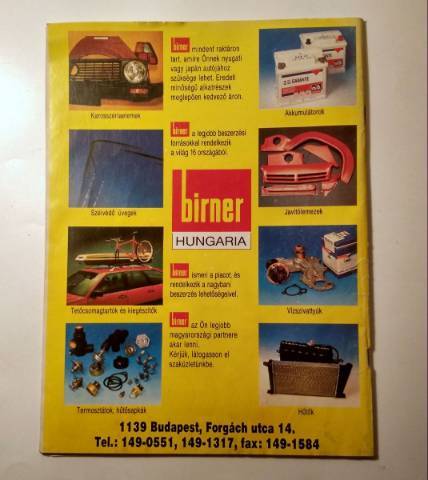 birner mindent raktáron
tart, amire Önnek nyugati
vagy japán autójához
szüksége lehet. Eredeti
minőségű alkatrészek
meglepően kedvező áron.
Karosszériaelemek
Akkumulátorok
birner a legjobb beszerzési
forrásokkal rendelkezik
a világ 16 országából.
Szélvédő üvegek
Javítólemezek
birner
HUNGARIA
birner ismeri a piacot, és
rendelkezik a nagybani
beszerzés lehetőségeivel.
Tetőcsomagtartók és kiegészítők
Vízszivattyúk
birner az Ön legjobb
magyarországi partnere
akar lenni.
Kérjük, látogasson el
szaküzletünkbe.
Termosztátok, hűtősapkák
Hűtők
1139 Budapest, Forgách utca 14.
Tel.: 149-0551, 149-1317, fax: 149-1584